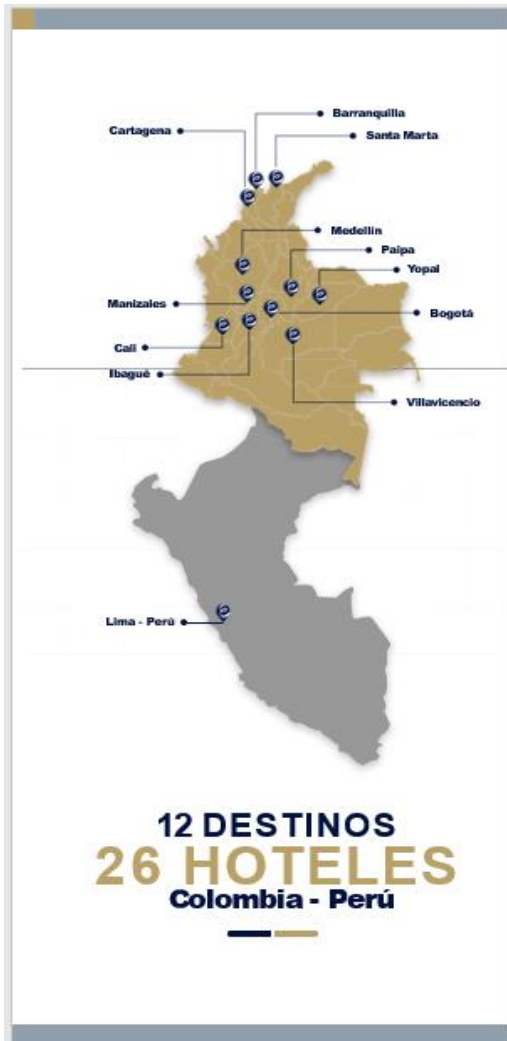 Barranquilla
Cartagena
Santa Marta
Medellín
Paipa
Yopal
Manizales
Bogotá
Cali
Ibagué
Villavicencio
Lima - Perú
12 DESTINOS
26 HOTELES
Colombia - Perú